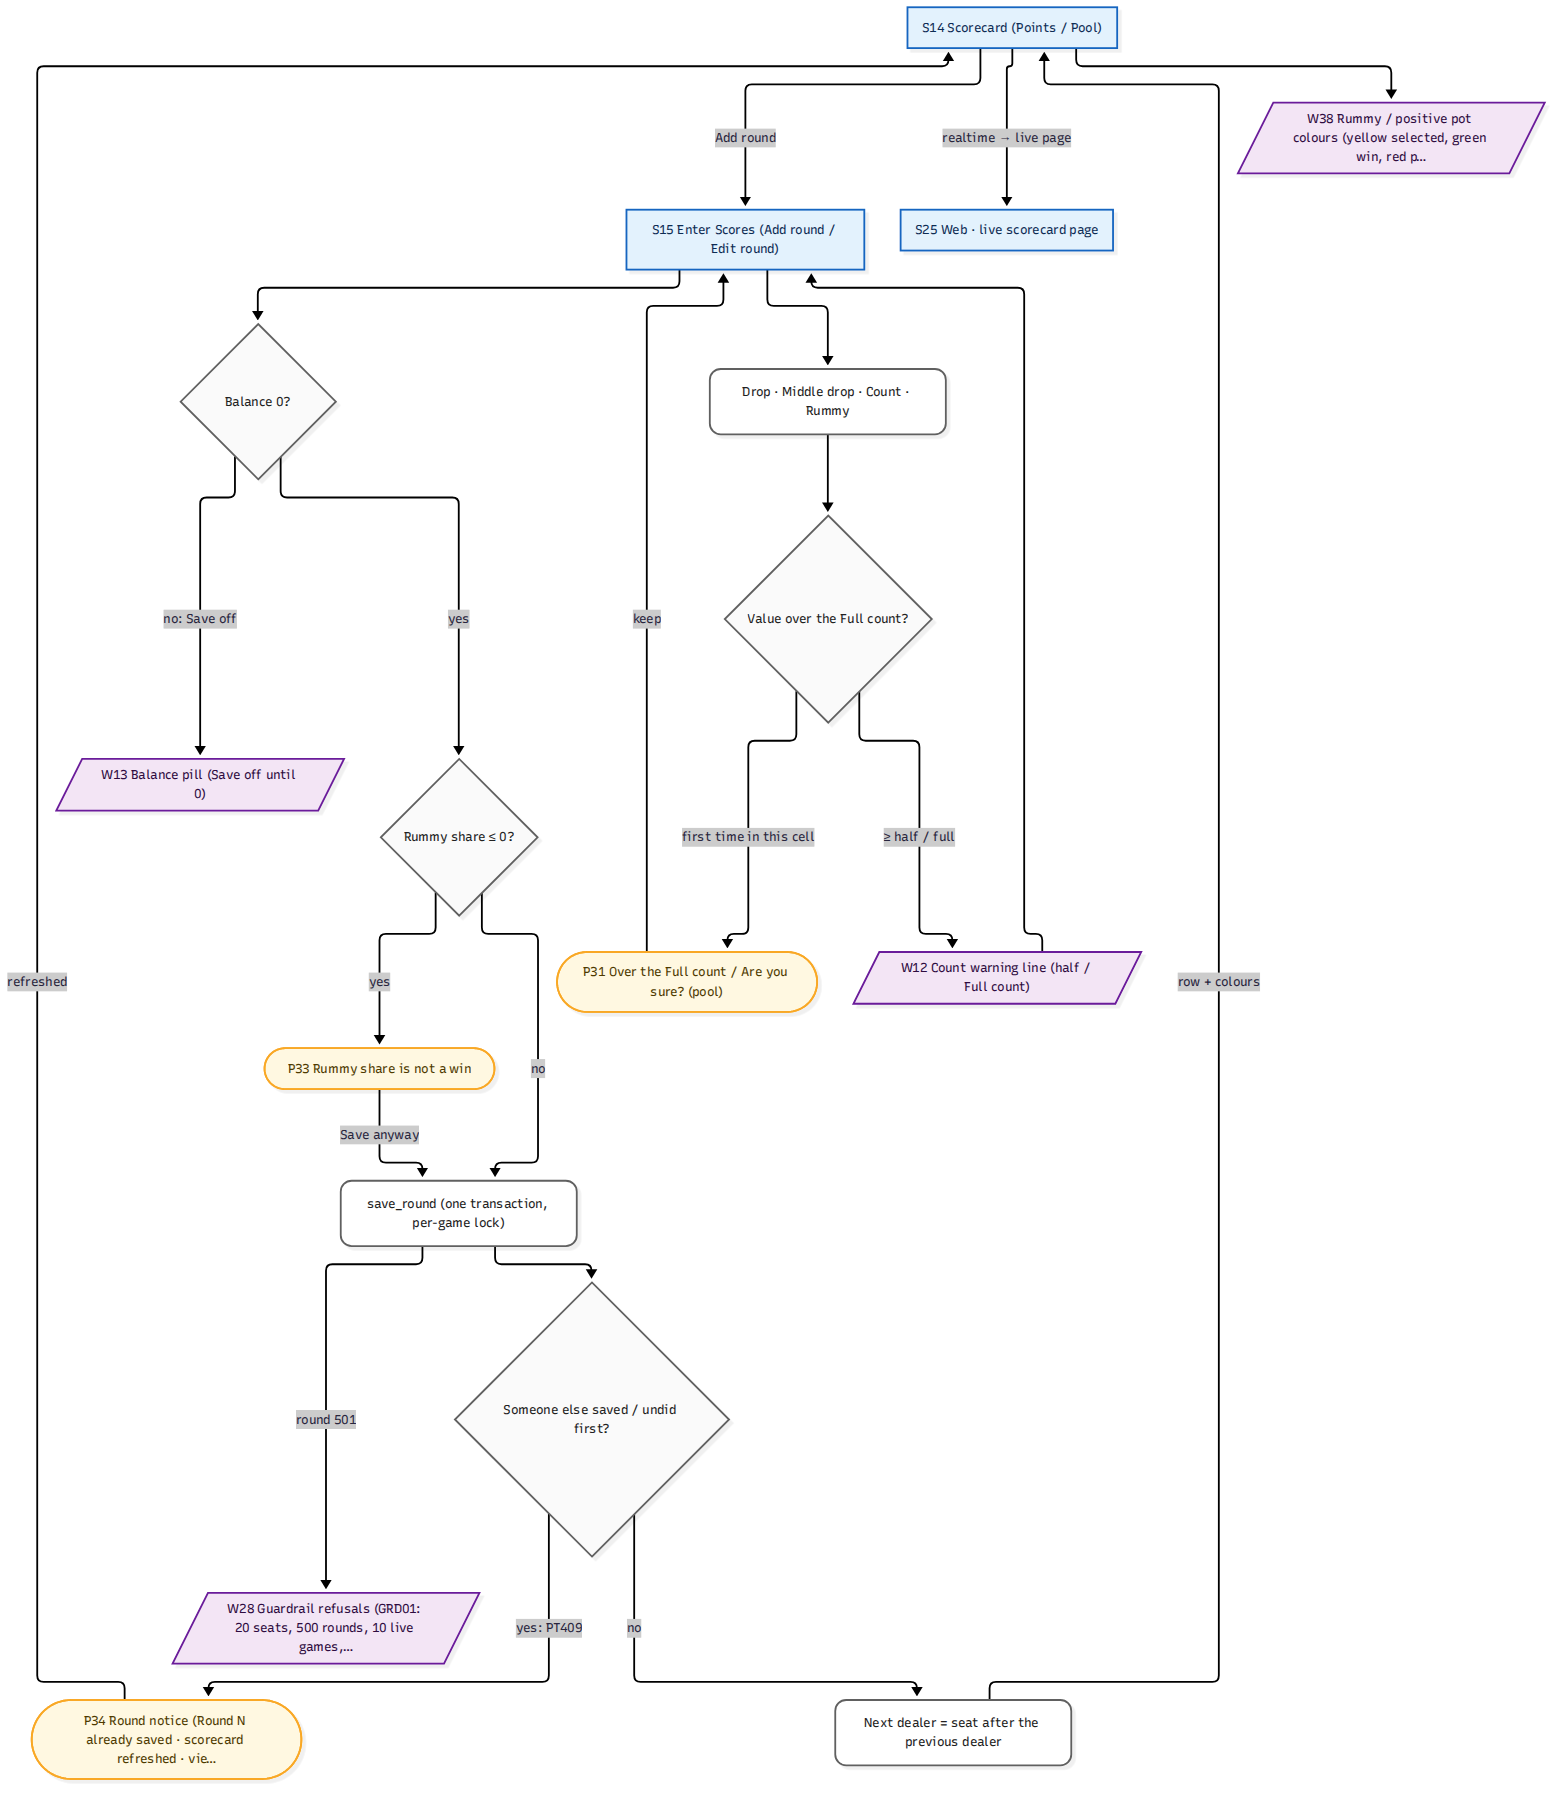 S14 Scorecard (Points / Pool)
Add round
realtime → live page
W38 Rummy / positive pot
colours (yellow selected, green
win, red p...
S15 Enter Scores (Add round /
Edit round)
S25 Web · live scorecard page
Balance 0?
Drop · Middle drop · Count ·
Rummy
no: Save off
yes
keep
Value over the Full count?
W13 Balance pill (Save off until
0)
Rummy share ≤ 0?
first time in this cell
≥ half / full
refreshed
yes
P31 Over the Full count / Are you
sure? (pool)
W12 Count warning line (half /
Full count)
row + colours
P33 Rummy share is not a win
no
Save anyway
save_round (one transaction,
per-game lock)
round 501
Someone else saved / undid
first?
W28 Guardrail refusals (GRD01:
20 seats, 500 rounds, 10 live
games,...
yes: PT409
no
P34 Round notice (Round N
already saved · scorecard
refreshed · vie...
Next dealer = seat after the
previous dealer